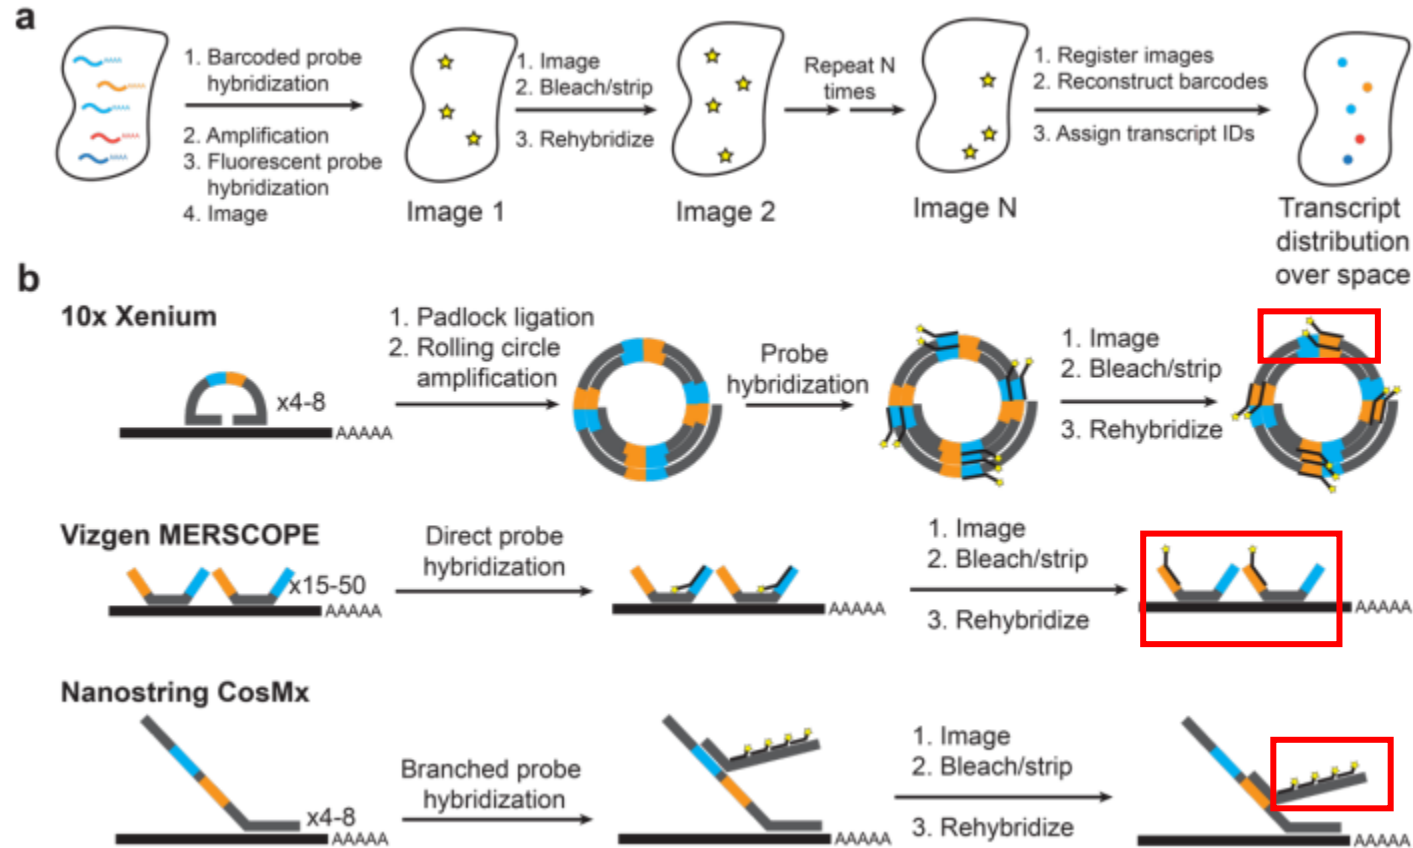 a
AAAA
AAAA
AAAA
AAAA
AAAA
1. Barcoded probe
hybridization
2. Amplification
3. Fluorescent probe
hybridization
4. Image
Image 1
1. Image
2. Bleach/strip
3. Rehybridize
Image 2
Repeat N
times
Image N
1. Register images
2. Reconstruct barcodes
3. Assign transcript IDs
Transcript
distribution
over space
b
10x Xenium
x4-8
AAAAA
1. Padlock ligation
2. Rolling circle
amplification
Probe
hybridization
1. Image
2. Bleach/strip
3. Rehybridize
Vizgen MERSCOPE
x15-50
AAAAA
Direct probe
hybridization
AAAAA
1. Image
2. Bleach/strip
3. Rehybridize
AAAAA
Nanostring CosMx
x4-8
AAAAA
Branched probe
hybridization
AAAAA
1. Image
2. Bleach/strip
3. Rehybridize
AAAAA